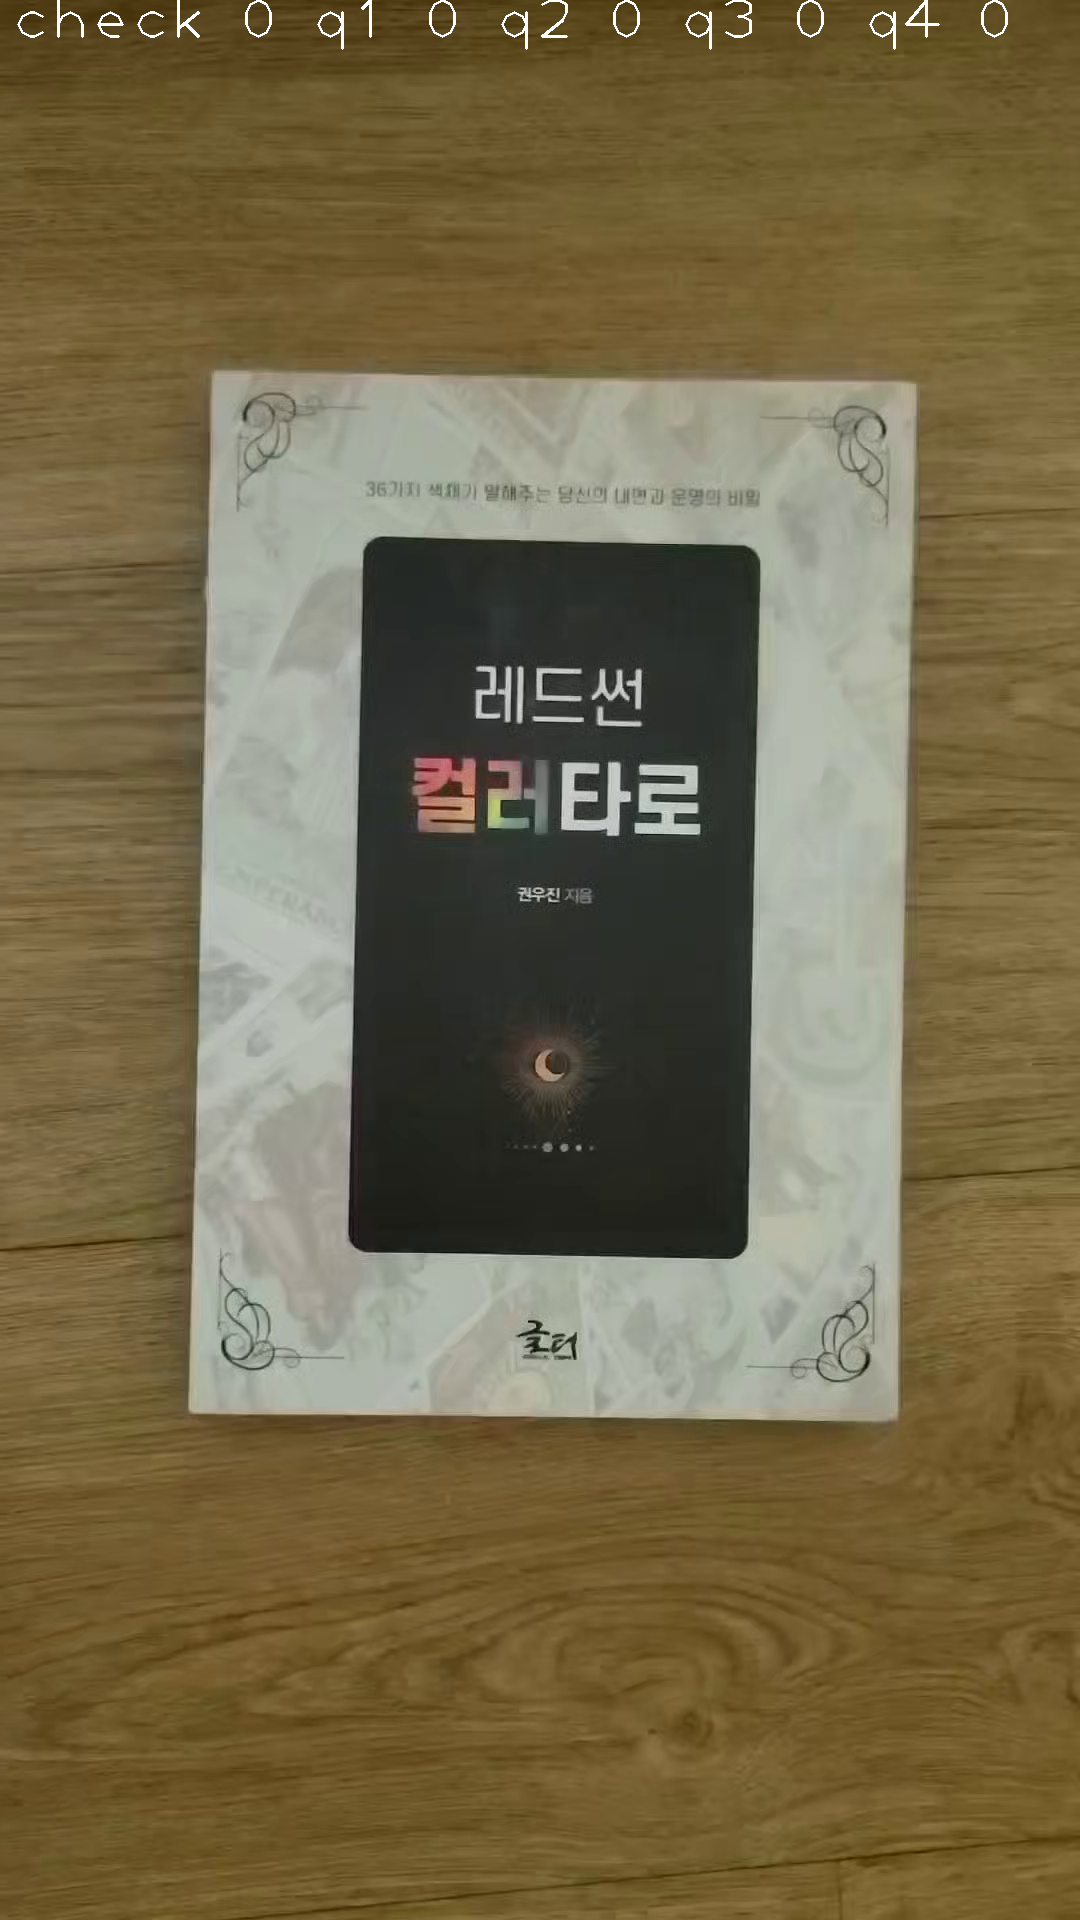 check 0 q1 0 q2 0 q3 0 q4 0
36가지 색채가 말해주는 당신의 내면과 운명의 비밀
레드썬
컬러타로
권우진 지음
글터